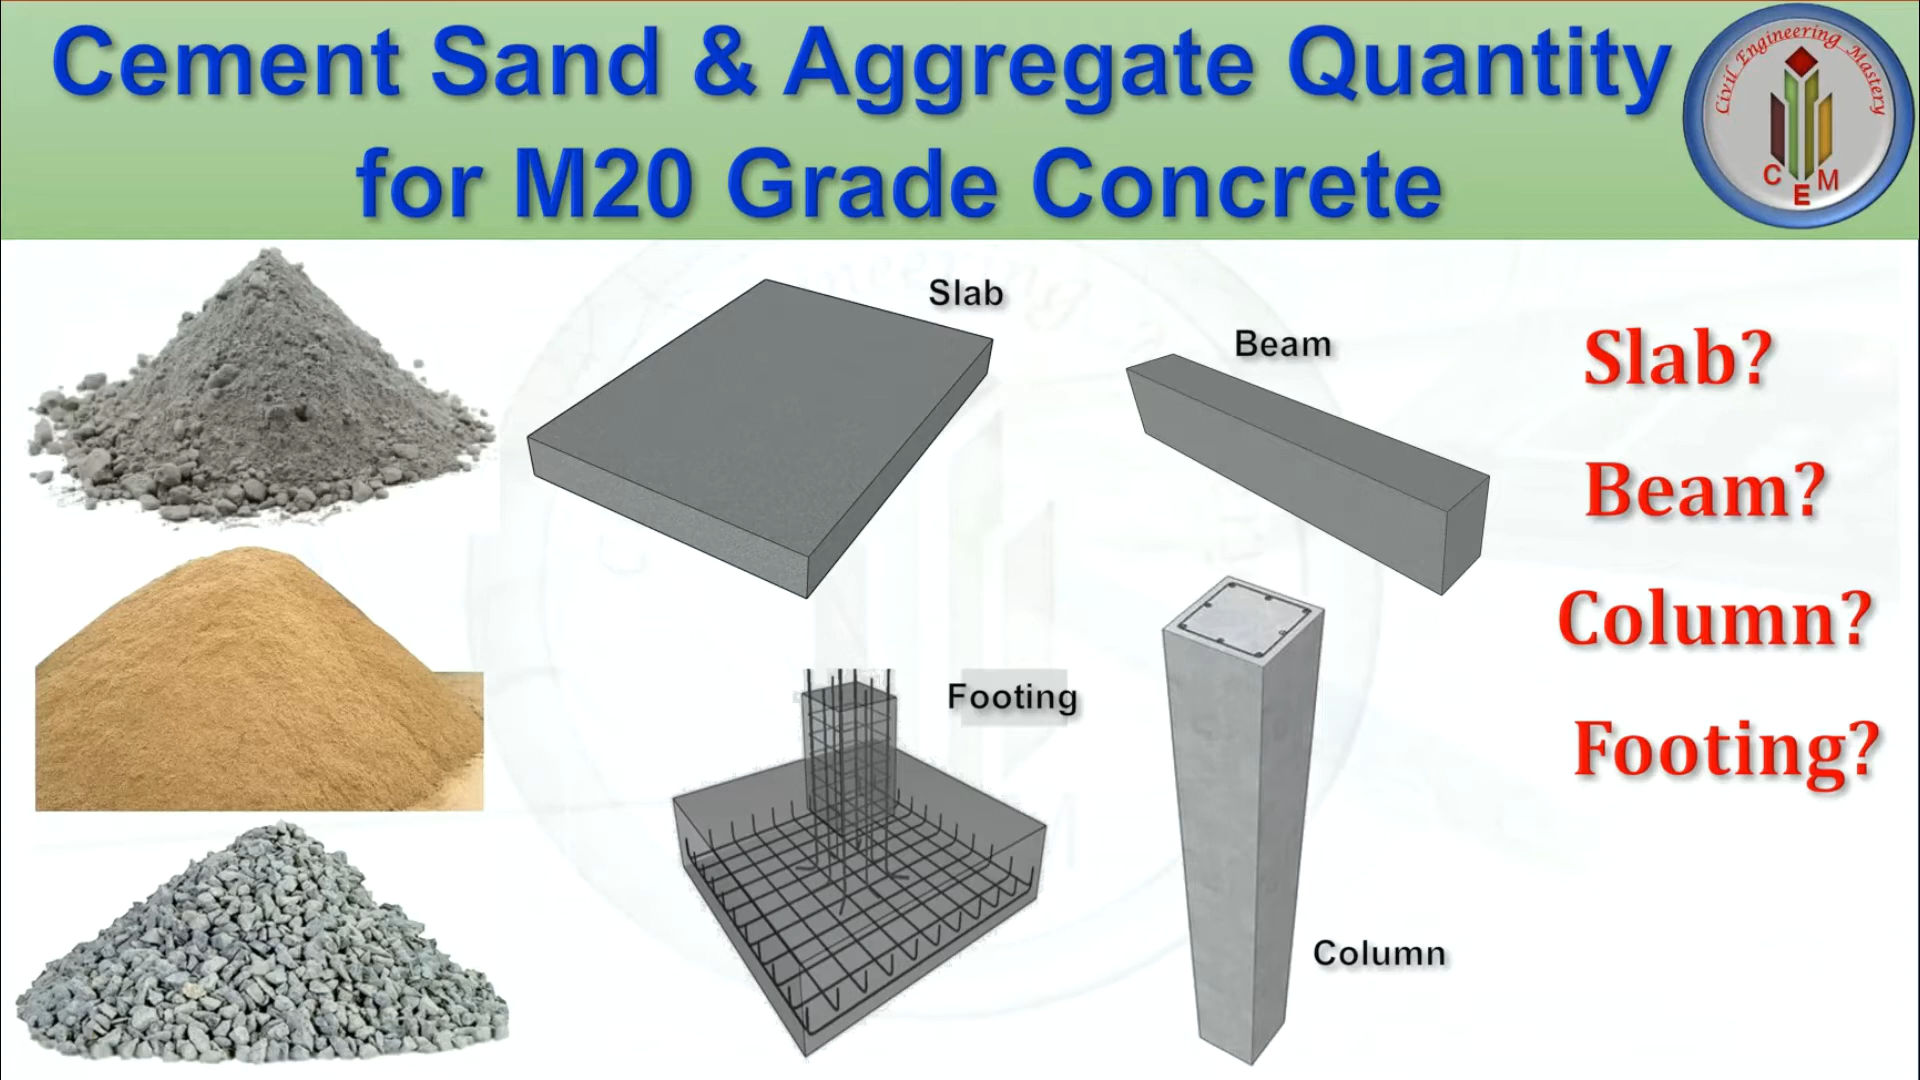 Cement Sand & Aggregate Quantity
for M20 Grade Concrete
Civil Engineering Mastery
C E M
Slab
Beam
Slab?
Beam?
Column?
Footing
Footing?
Column